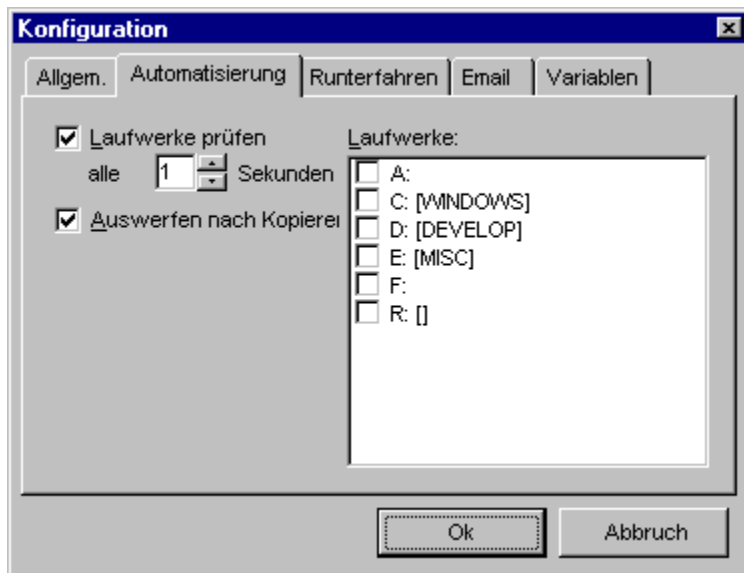 Konfiguration
Allgem. Automatisierung Runterfahren Email Variablen
Laufwerke prüfen
alle 1 Sekunden
Auswerfen nach Kopierer
Laufwerke:
A:
C: [WINDOWS]
D: [DEVELOP]
E: [MISC]
F:
R: []
Ok Abbruch